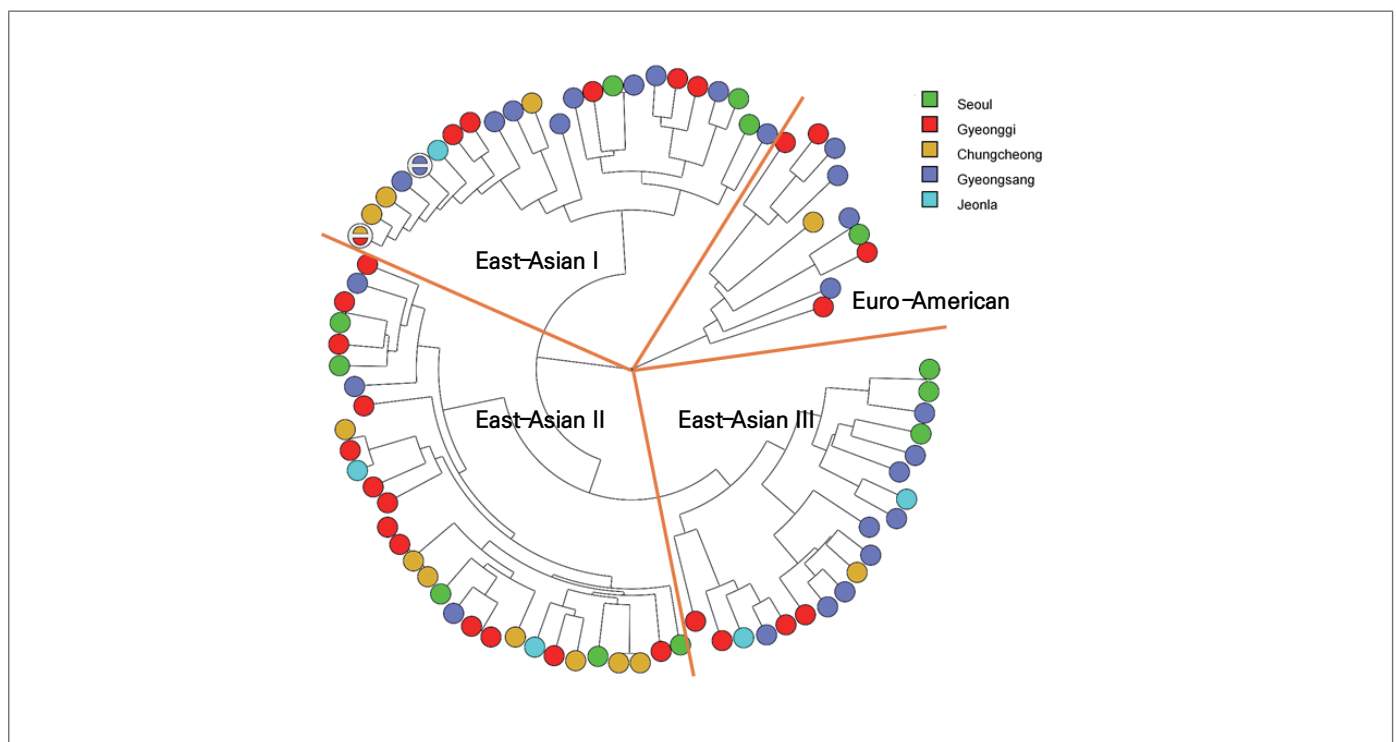 Seoul
Gyeonggi
Chungcheong
Gyeongsang
Jeonla
East-Asian I
Euro-American
East-Asian II
East-Asian III